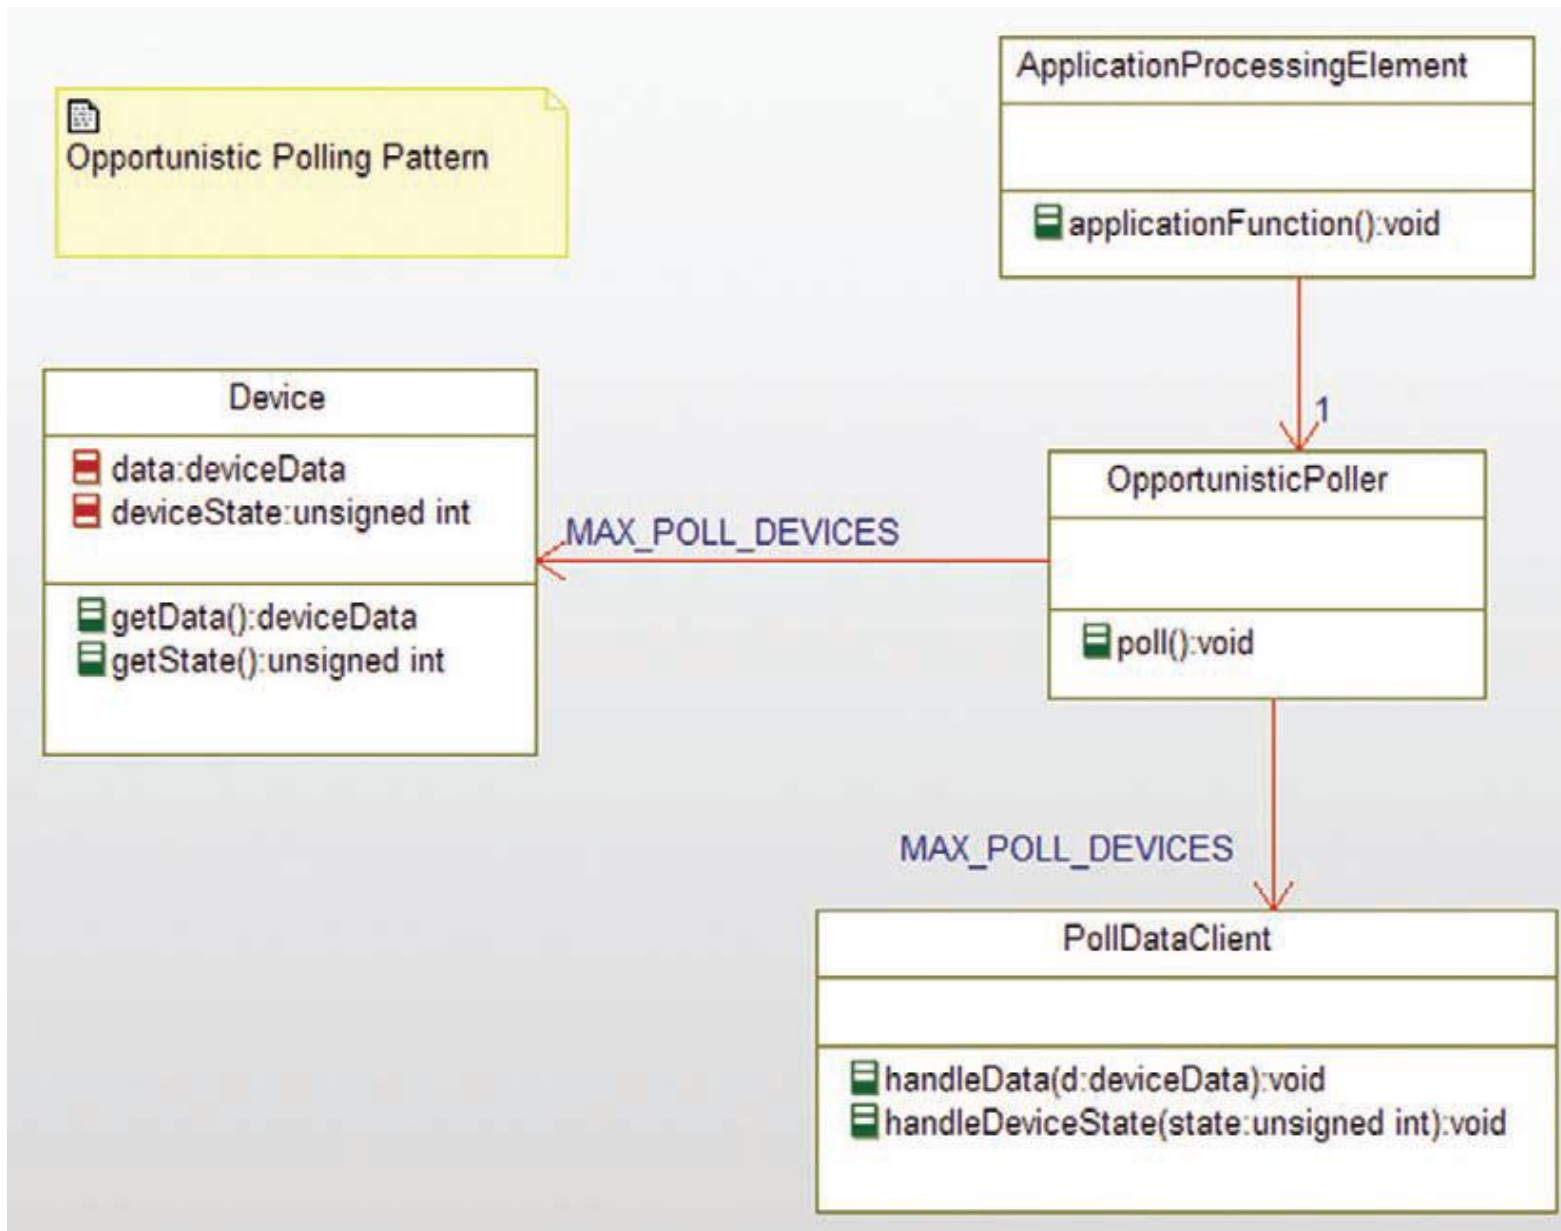 Opportunistic Polling Pattern
ApplicationProcessingElement
applicationFunction():void
1
Device
data:deviceData
deviceState:unsigned int
getData():deviceData
getState():unsigned int
MAX_POLL_DEVICES
OpportunisticPoller
poll():void
MAX_POLL_DEVICES
PollDataClient
handleData(d:deviceData):void
handleDeviceState(state:unsigned int):void